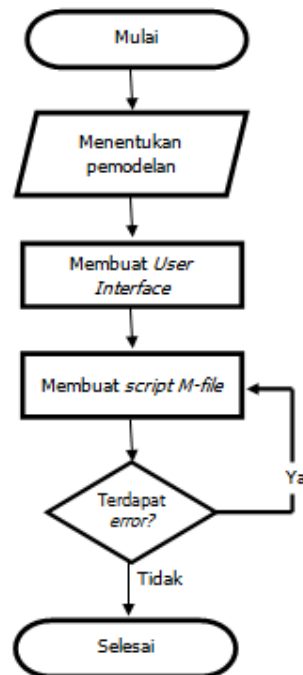 Mulai
Menentukan
pemodelan
Membuat User
Interface
Membuat script M-file
Terdapat
error?
Ya
Tidak
Selesai